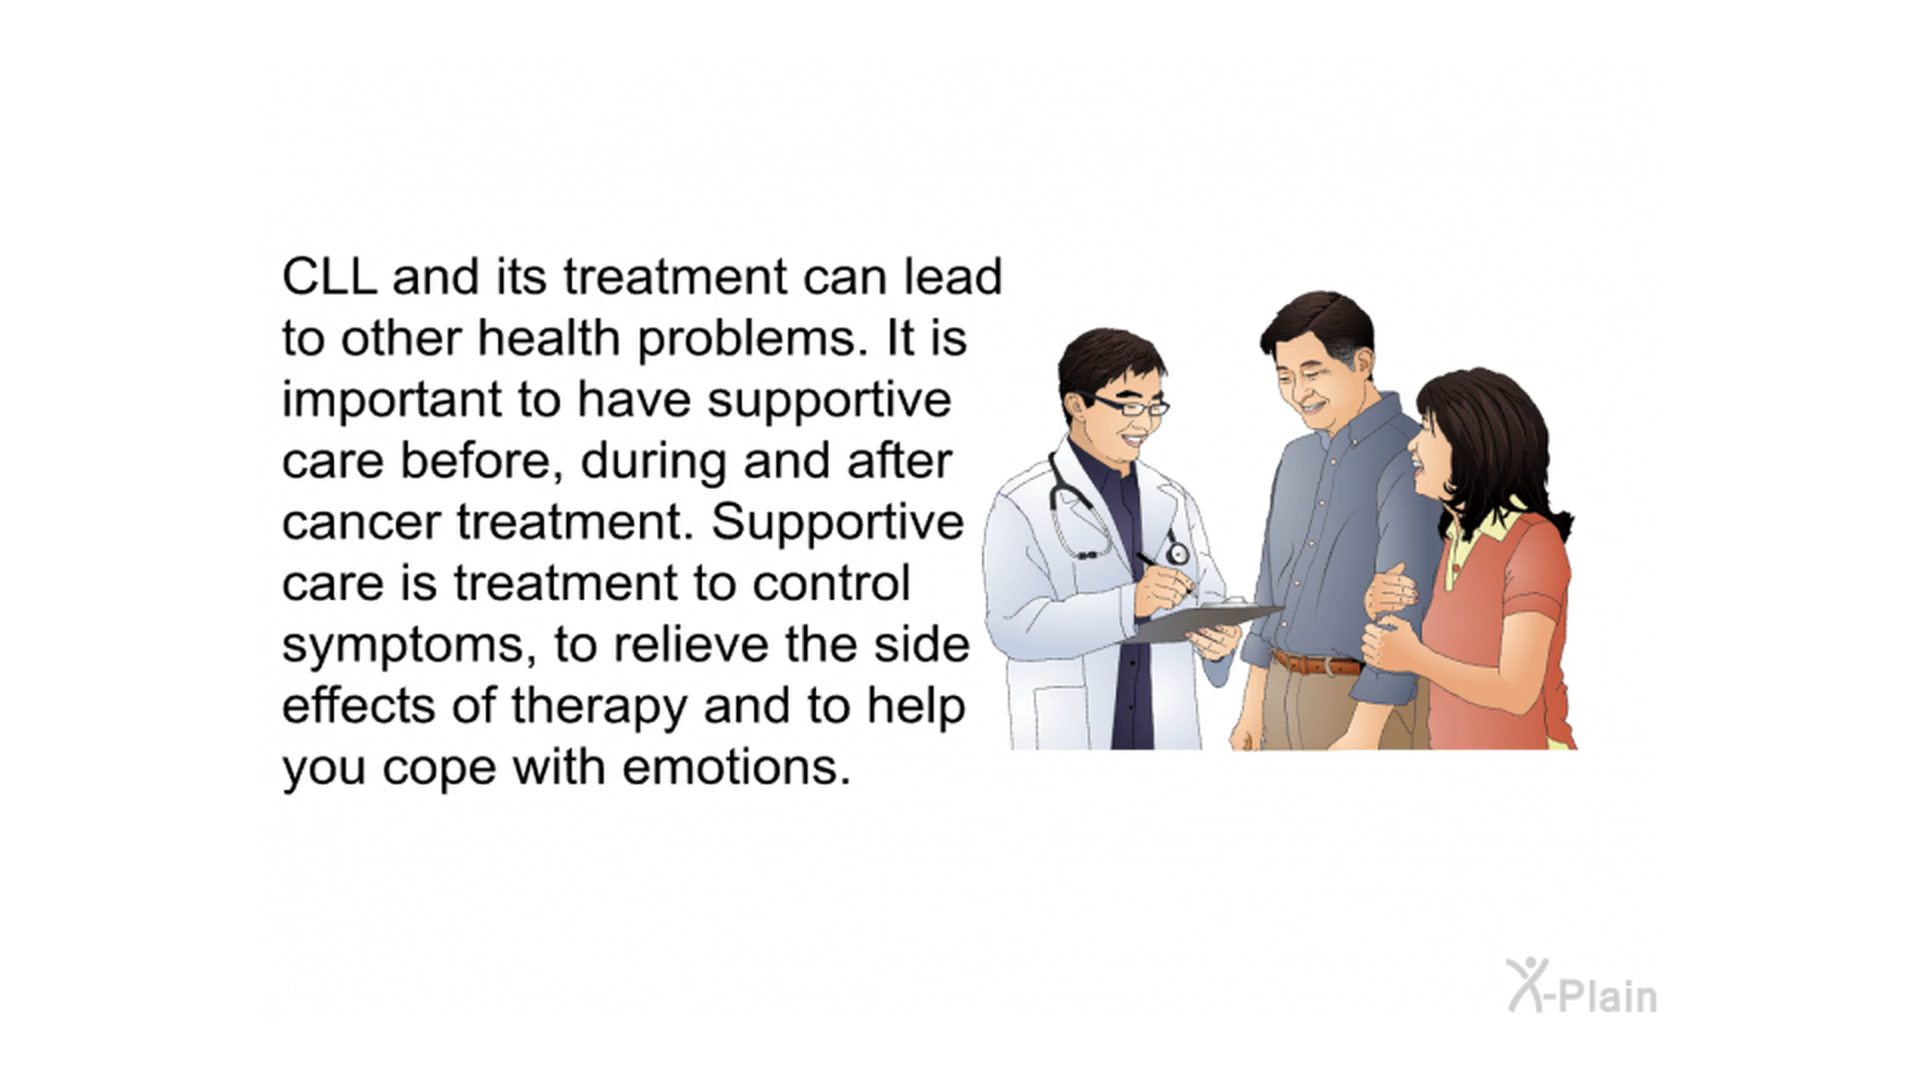 CLL and its treatment can lead
to other health problems. It is
important to have supportive
care before, during and after
cancer treatment. Supportive
care is treatment to control
symptoms, to relieve the side
effects of therapy and to help
you cope with emotions.
X-Plain